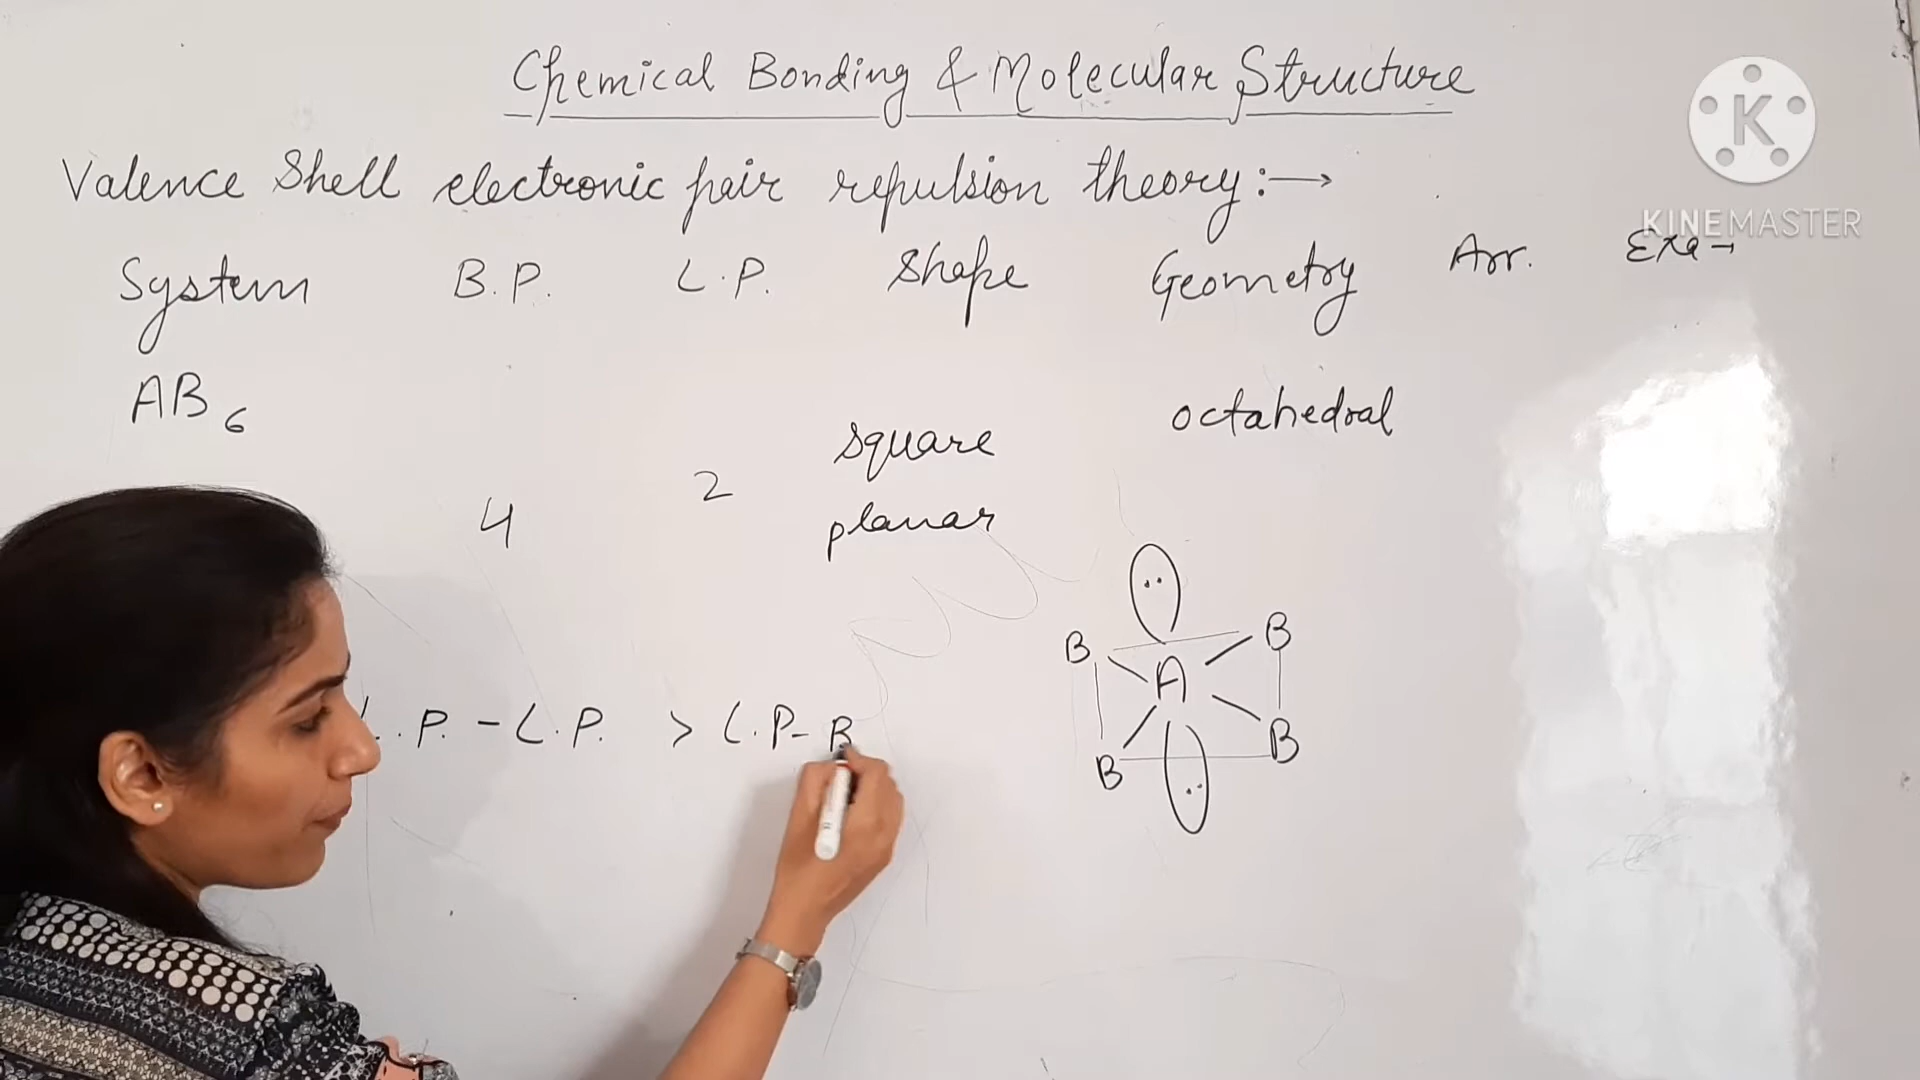 Chemical Bonding & Molecular Structure
Valence Shell electronic pair repulsion theory:→
System B.P. L.P. Shape Geometry Arr. Exa→
KINEMASTER
K
AB6 octahedral
square
4 2
planar
B B
A
B B
L.P. - L.P. > L.P- B